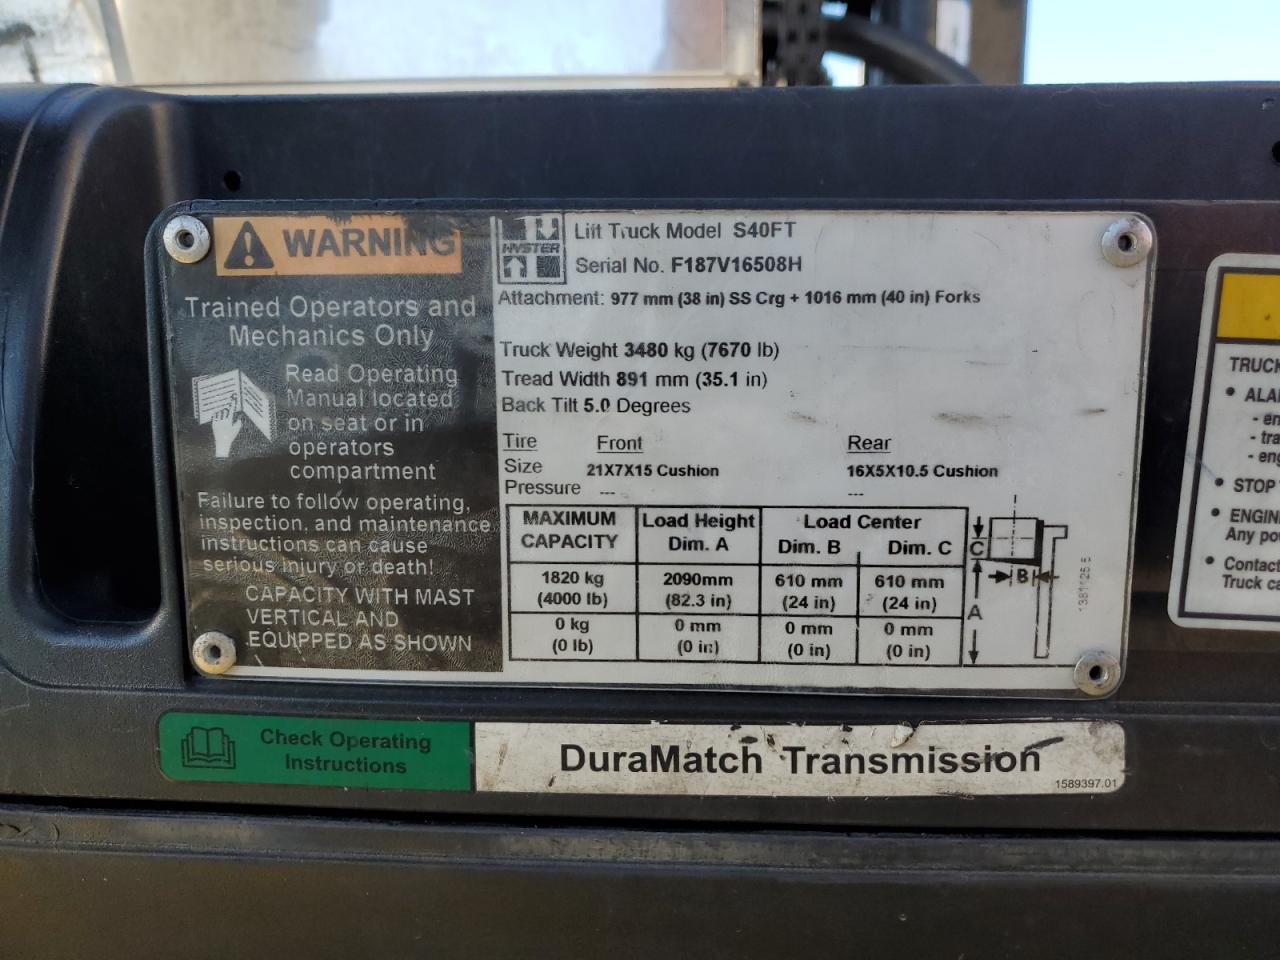 WARNING
Trained Operators and
Mechanics Only
Read Operating
Manual located
on seat or in
operators
compartment
Failure to follow operating,
inspection, and maintenance
instructions can cause
serious injury or death!
CAPACITY WITH MAST
VERTICAL AND
EQUIPPED AS SHOWN
HYSTER
Lift Truck Model S40FT
Serial No. F187V16508H
Attachment: 977 mm (38 in) SS Crg + 1016 mm (40 in) Forks
Truck Weight 3480 kg (7670 lb)
Tread Width 891 mm (35.1 in)
Back Tilt 5.0 Degrees
Tire Front Rear
Size 21X7X15 Cushion 16X5X10.5 Cushion
Pressure --- ---
MAXIMUM CAPACITY Load Height Dim. A Load Center Dim. B Dim. C
1820 kg 2090mm 610 mm 610 mm
(4000 lb) (82.3 in) (24 in) (24 in)
0 kg 0 mm 0 mm 0 mm
(0 lb) (0 in) (0 in) (0 in)
C
B
A
Check Operating
Instructions
DuraMatch Transmission
1589397.01
TRUCK
• ALA
- en
- tra
- eng
• STOP
• ENGIN
Any po
• Contact
Truck ca